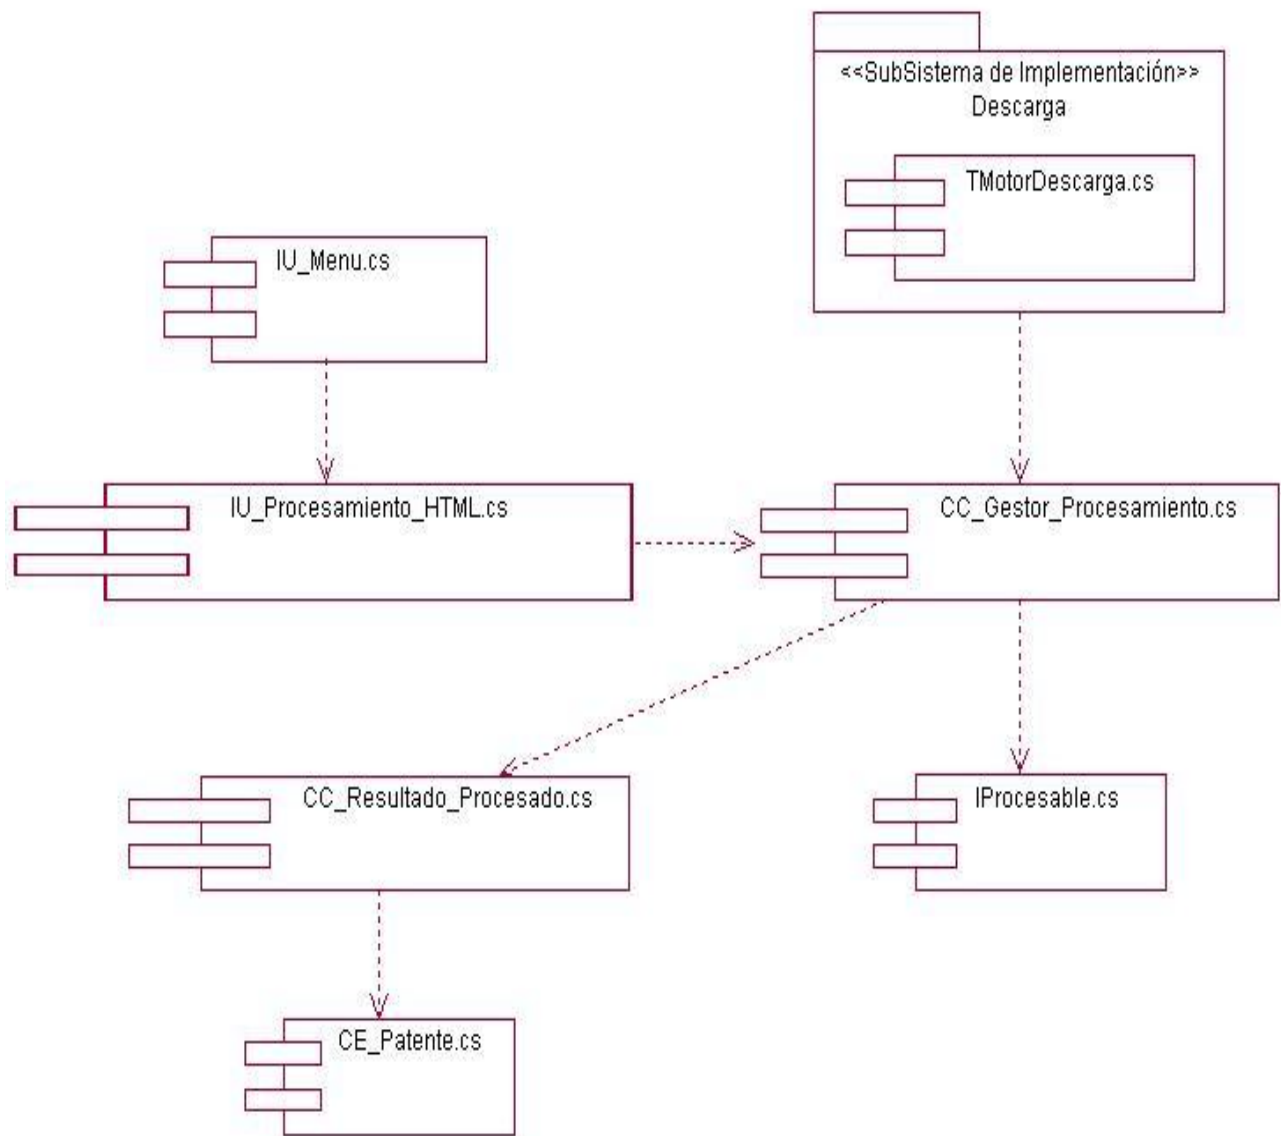 <<SubSistema de Implementación>>
Descarga
TMotorDescarga.cs
IU_Menu.cs
IU_Procesamiento_HTML.cs
CC_Gestor_Procesamiento.cs
CC_Resultado_Procesado.cs
IProcesable.cs
CE_Patente.cs